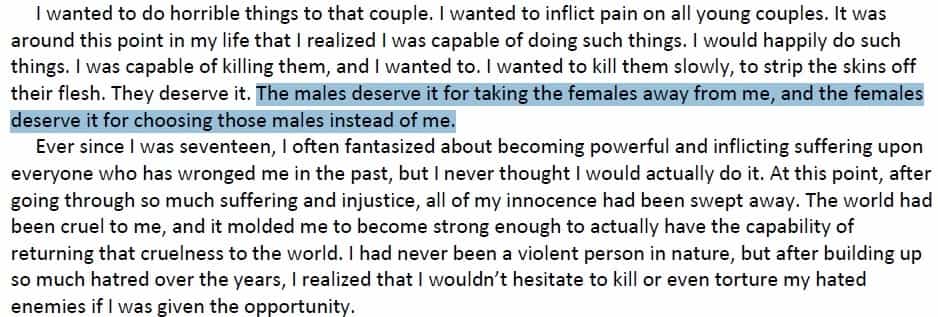 I wanted to do horrible things to that couple. I wanted to inflict pain on all young couples. It was
around this point in my life that I realized I was capable of doing such things. I would happily do such
things. I was capable of killing them, and I wanted to. I wanted to kill them slowly, to strip the skins off
their flesh. They deserve it. The males deserve it for taking the females away from me, and the females
deserve it for choosing those males instead of me.
Ever since I was seventeen, I often fantasized about becoming powerful and inflicting suffering upon
everyone who has wronged me in the past, but I never thought I would actually do it. At this point, after
going through so much suffering and injustice, all of my innocence had been swept away. The world had
been cruel to me, and it molded me to become strong enough to actually have the capability of
returning that cruelness to the world. I had never been a violent person in nature, but after building up
so much hatred over the years, I realized that I wouldn't hesitate to kill or even torture my hated
enemies if I was given the opportunity.